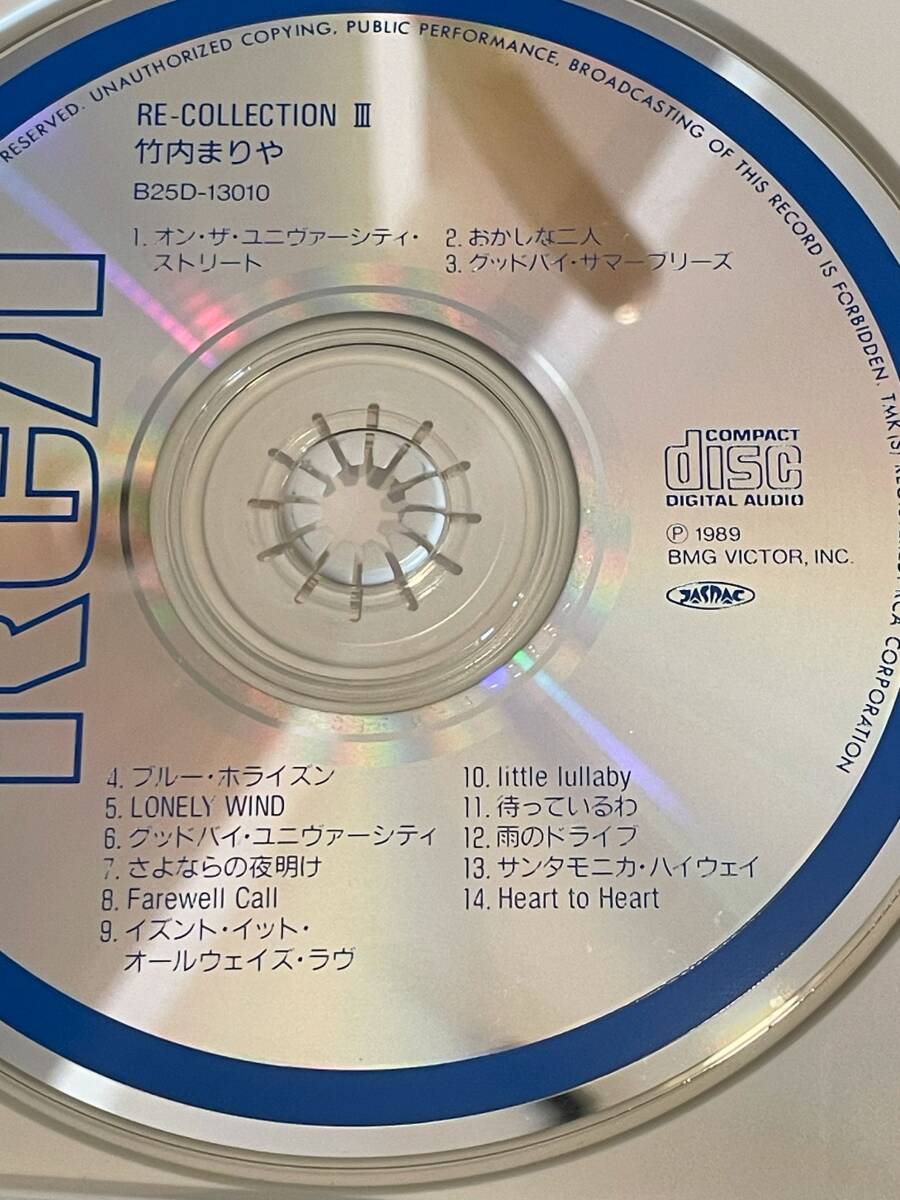 RESERVED. UNAUTHORIZED COPYING, PUBLIC PERFORMANCE, BROADCASTING OF THIS RECORD IS FORBIDDEN. TMK(S) RCA CORPORATION
RE-COLLECTION Ⅲ
竹内まりや
B25D-13010
1. オン・ザ・ユニヴァーシティ・
ストリート
2. おかしな二人
3. グッドバイ・サマーブリーズ
RCA
COMPACT
disc
DIGITAL AUDIO
Ⓟ 1989
BMG VICTOR, INC.
JASRAC
4. ブルー・ホライズン
5. LONELY WIND
6. グッドバイ・ユニヴァーシティ
7. さよならの夜明け
8. Farewell Call
9. イズント・イット・
オールウェイズ・ラヴ
10. little lullaby
11. 待っているわ
12. 雨のドライブ
13. サンタモニカ・ハイウェイ
14. Heart to Heart